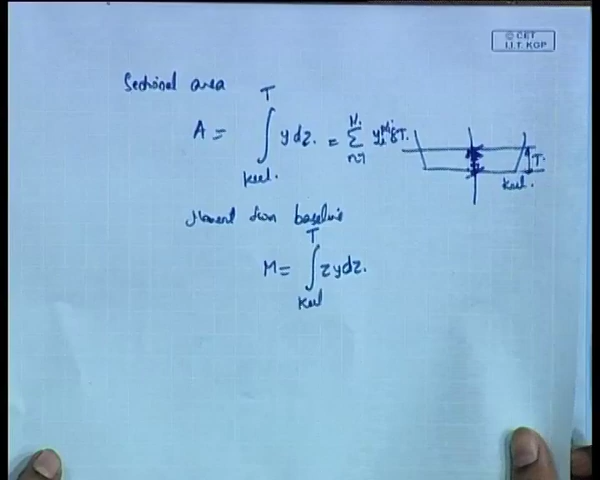 © CET
I.I.T. KGP
Sectional area
T
A = ∫ y dz. = Σ
Keel.
T.
Keel.
Moment from baseline
T
M = ∫ z y dz.
Keel